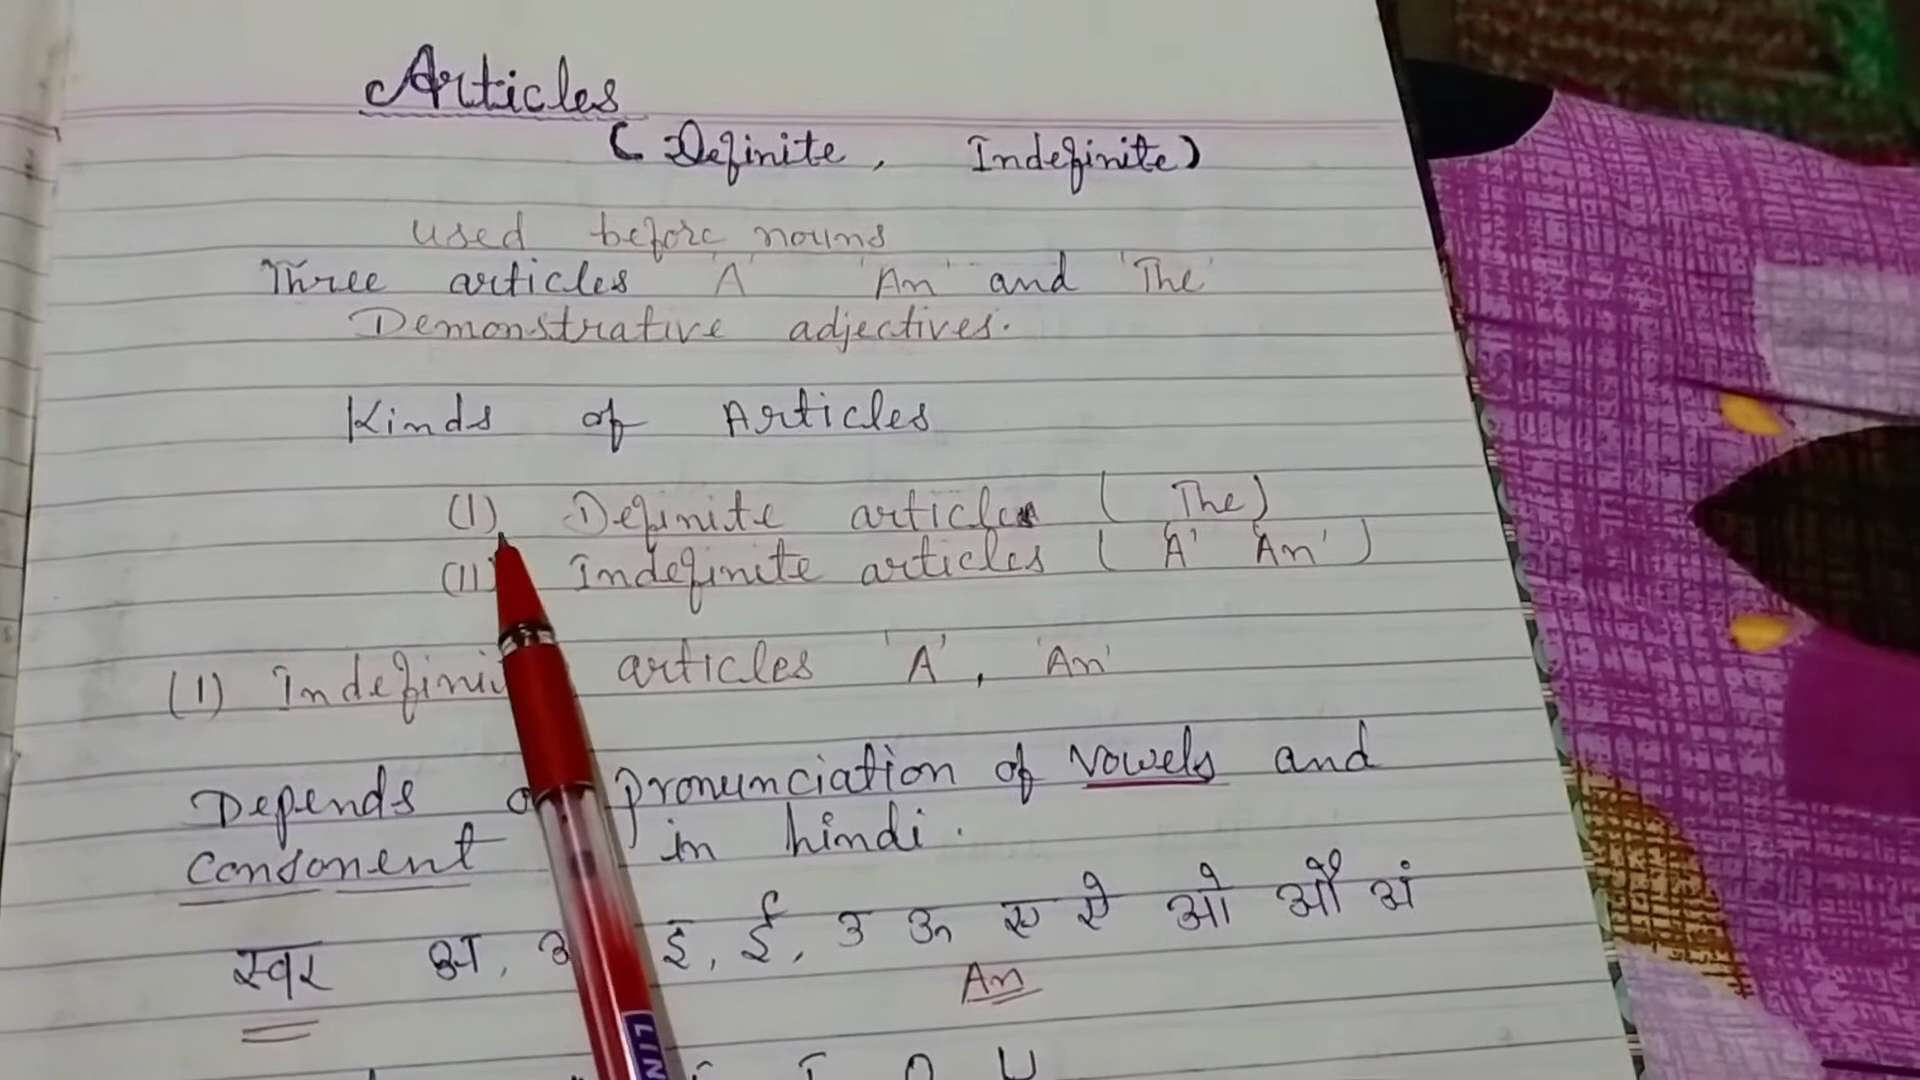 Articles
( Definite, Indefinite)
used before nouns
Three articles 'A' 'An' and 'The'
Demonstrative adjectives.
Kinds of Articles
(I) Definite articles ( The)
(II) Indefinite articles ( 'A' 'An' )
(1) Indefini articles 'A', 'An'
Depends pronunciation of vowels and
consonent in hindi.
स्वर अ, इ, ई, उ ऊ ए ऐ ओ औ अं
An
I O U
LIN